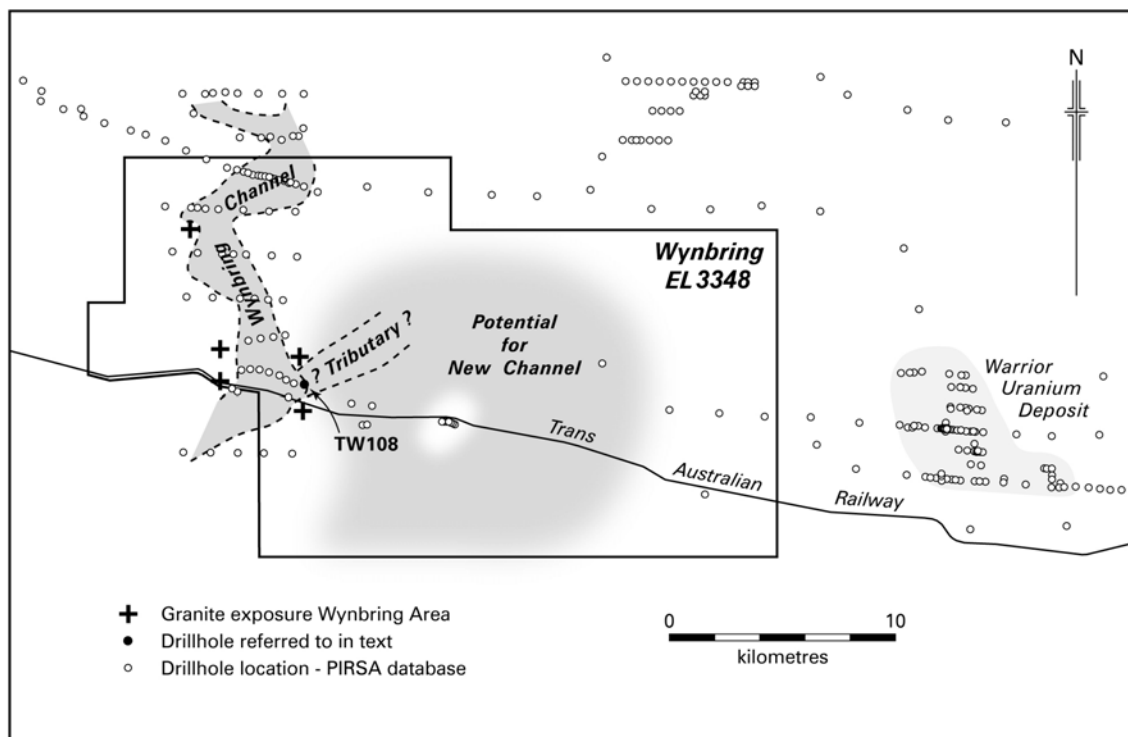 N
Channel
Wynbring
Wynbring
EL 3348
Potential
for
New Channel
? Tributary ?
Warrior
Uranium
Deposit
TW108
Trans
Australian
Railway
Granite exposure Wynbring Area
Drillhole referred to in text
Drillhole location - PIRSA database
0 10
kilometres